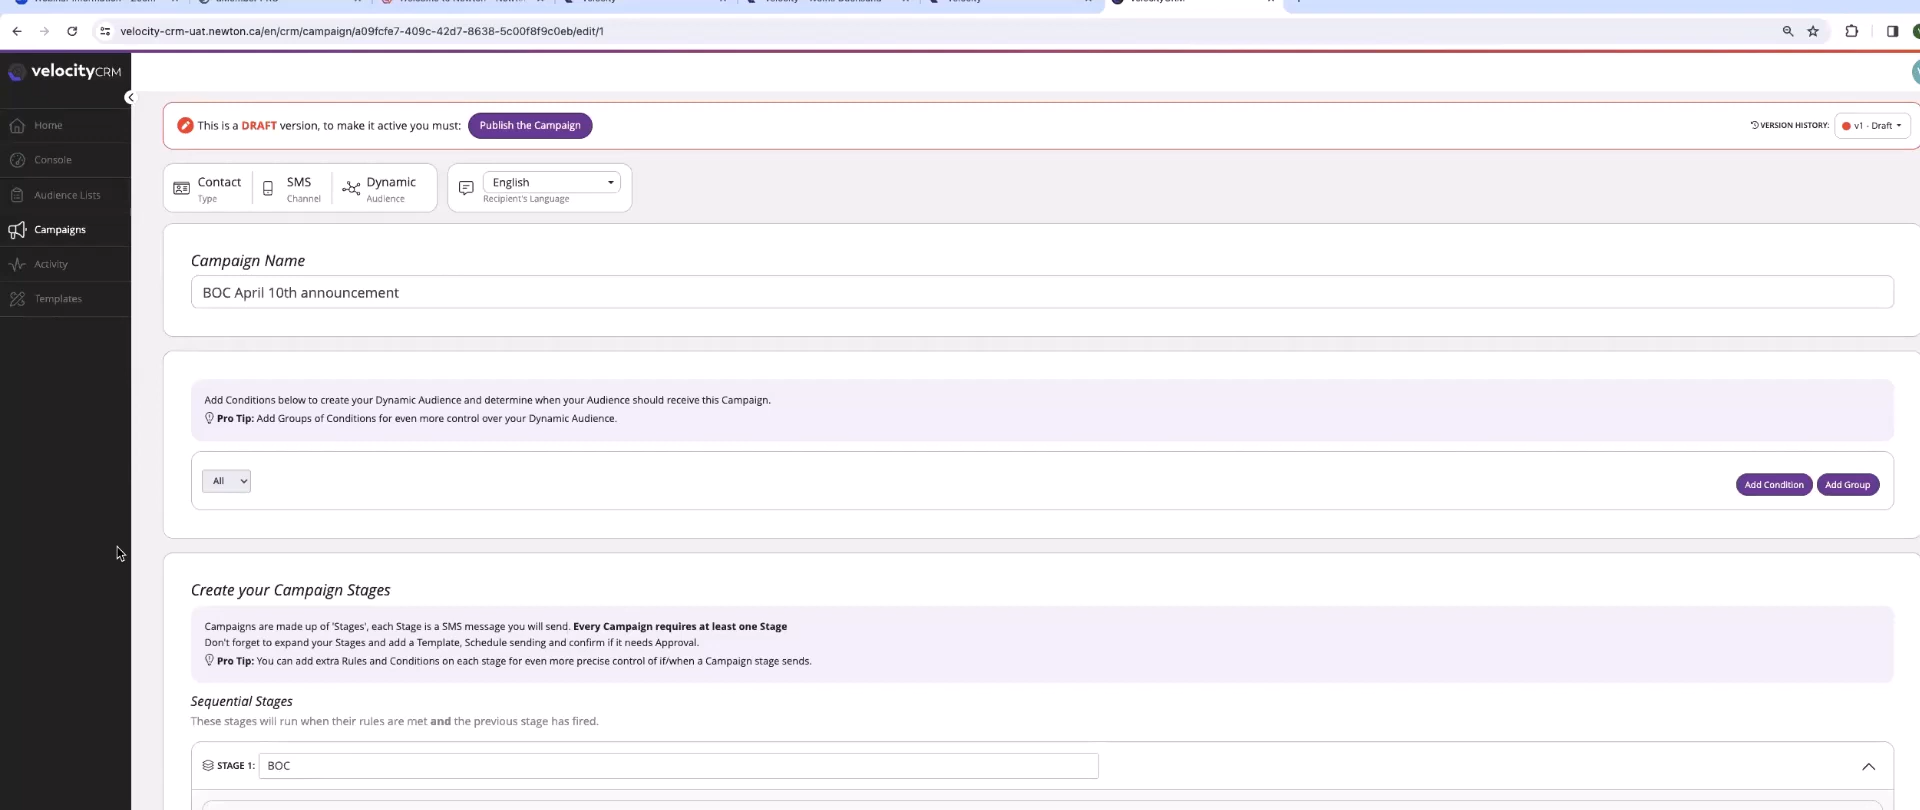 velocity-crm-uat.newton.ca/en/crm/campaign/a09fcfe7-409c-42d7-8638-5c00f8f9c0eb/edit/1
velocityCRM
Home
Console
Audience Lists
Campaigns
Activity
Templates
This is a DRAFT version, to make it active you must: Publish the Campaign
VERSION HISTORY: v1 - Draft
Contact
Type
SMS
Channel
Dynamic
Audience
English
Recipient's Language
Campaign Name
BOC April 10th announcement
Add Conditions below to create your Dynamic Audience and determine when your Audience should receive this Campaign.
Pro Tip: Add Groups of Conditions for even more control over your Dynamic Audience.
All
Add Condition Add Group
Create your Campaign Stages
Campaigns are made up of 'Stages', each Stage is a SMS message you will send. Every Campaign requires at least one Stage
Don't forget to expand your Stages and add a Template, Schedule sending and confirm if it needs Approval.
Pro Tip: You can add extra Rules and Conditions on each stage for even more precise control of if/when a Campaign stage sends.
Sequential Stages
These stages will run when their rules are met and the previous stage has fired.
STAGE 1: BOC